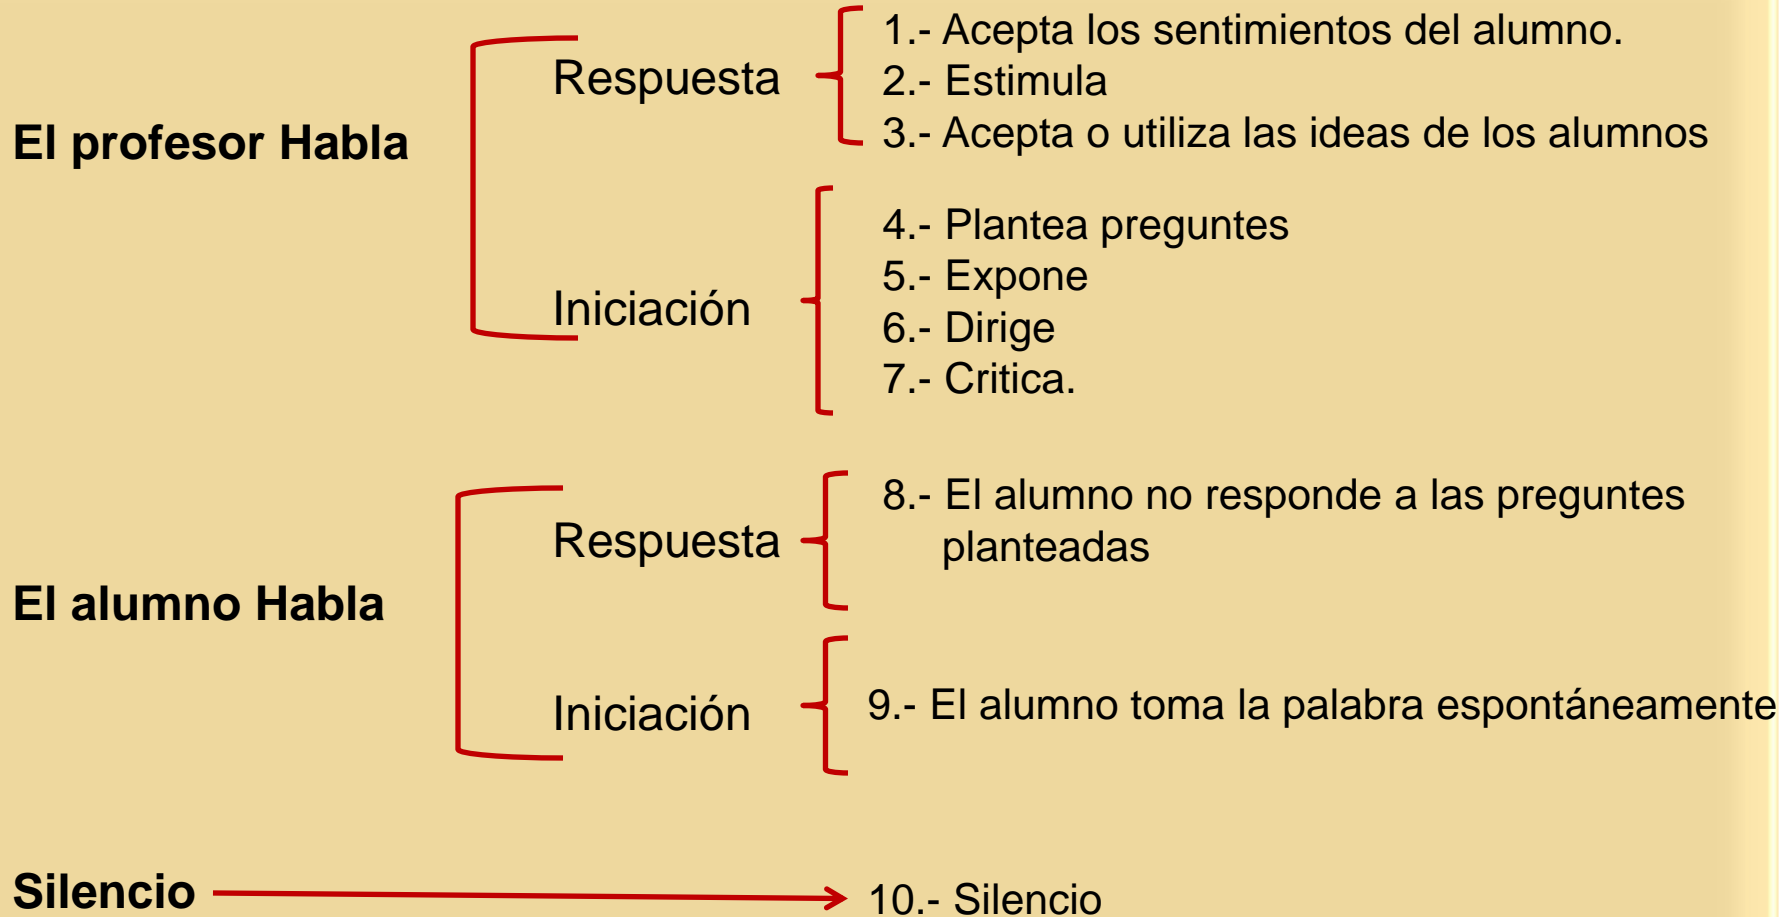 El profesor Habla
Respuesta
1.- Acepta los sentimientos del alumno.
2.- Estimula
3.- Acepta o utiliza las ideas de los alumnos
Iniciación
4.- Plantea preguntes
5.- Expone
6.- Dirige
7.- Critica.
El alumno Habla
Respuesta
8.- El alumno no responde a las preguntes
planteadas
Iniciación
9.- El alumno toma la palabra espontáneamente
Silencio
10.- Silencio